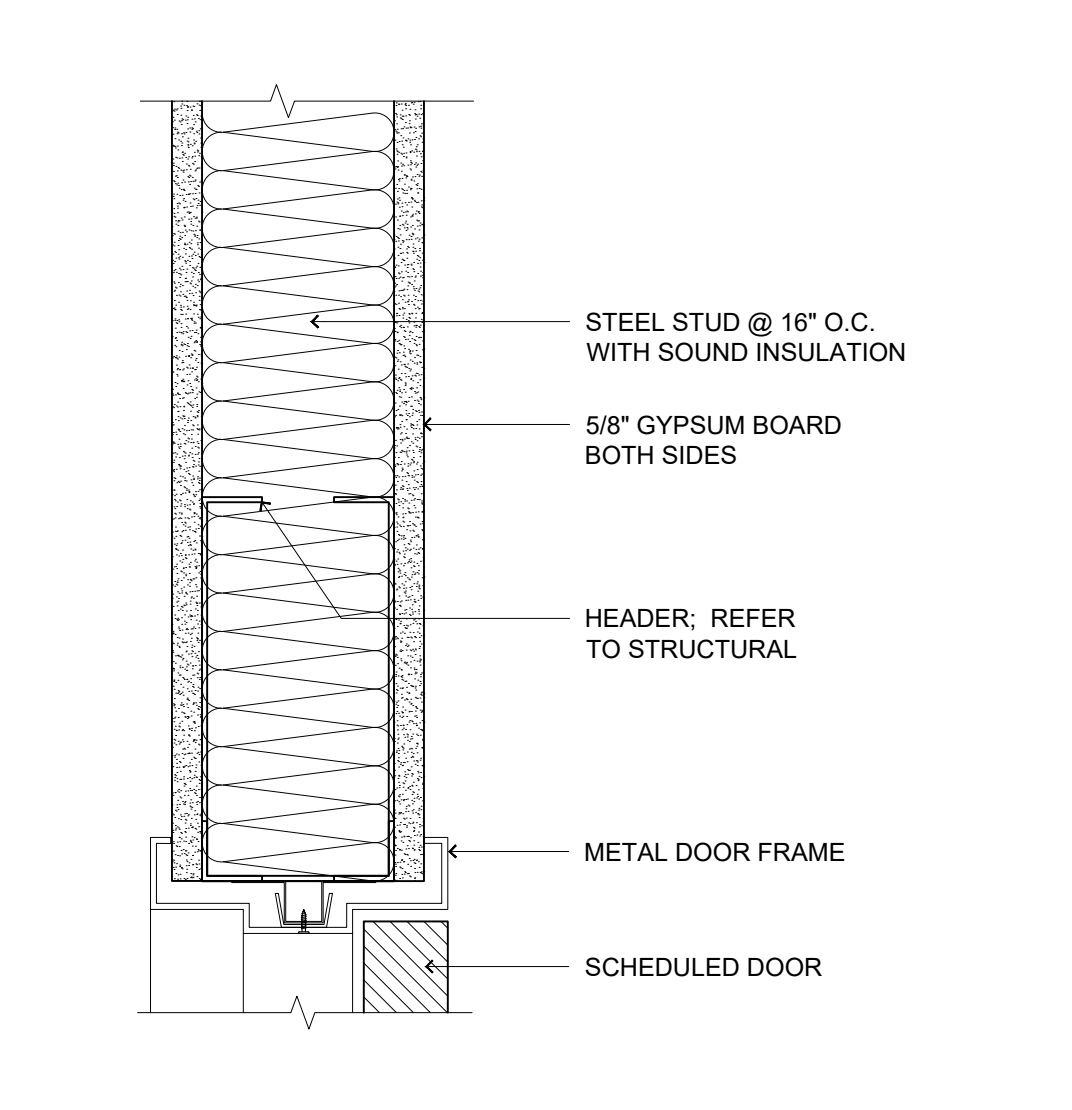 STEEL STUD @ 16" O.C.
WITH SOUND INSULATION
5/8" GYPSUM BOARD
BOTH SIDES
HEADER;  REFER
TO STRUCTURAL
METAL DOOR FRAME
SCHEDULED DOOR